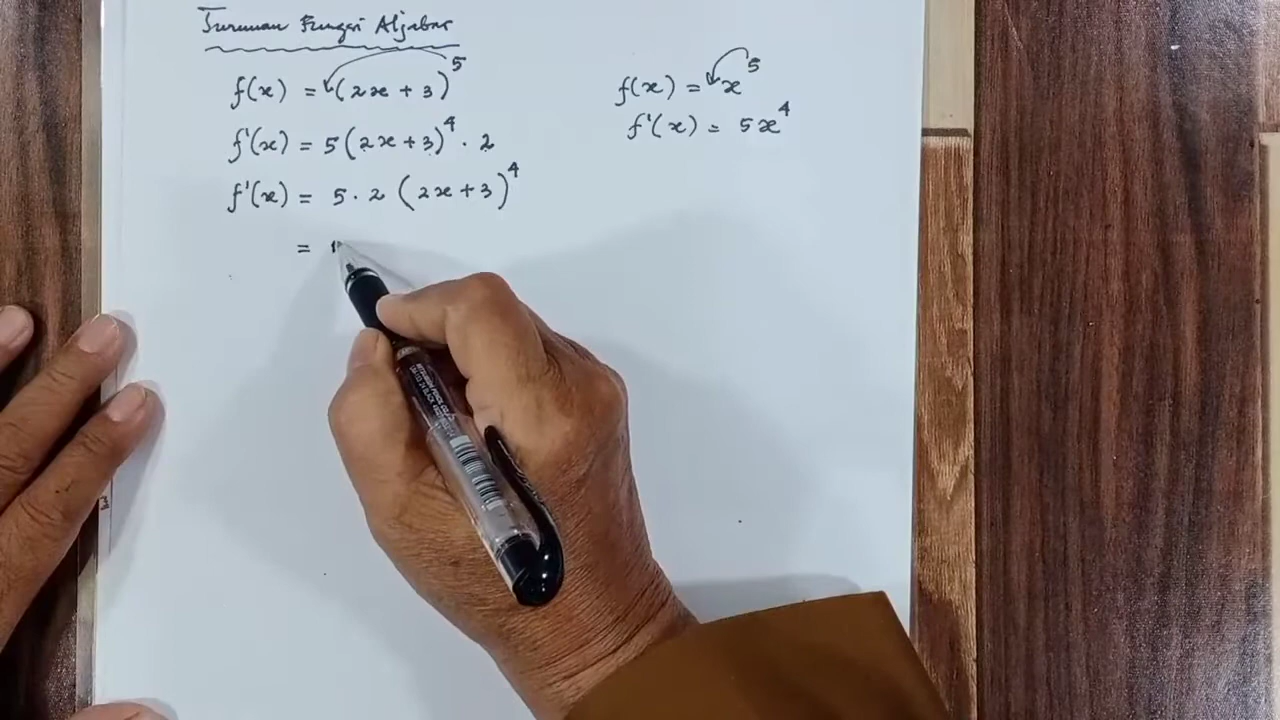 Turunan Fungsi Aljabar
f(x) = (2x + 3)^5
f'(x) = 5(2x + 3)^4 . 2
f'(x) = 5 . 2 (2x + 3)^4
=
f(x) = x^5
f'(x) = 5x^4